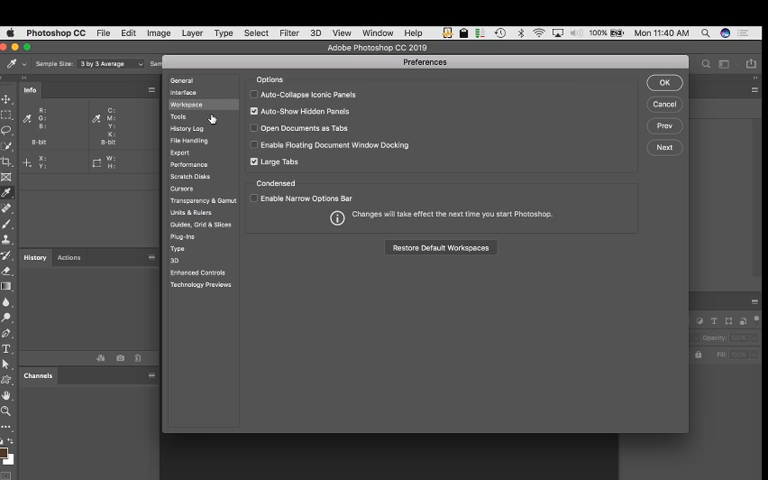 Photoshop CC File Edit Image Layer Type Select Filter 3D View Window Help 100% Mon 11:40 AM
Adobe Photoshop CC 2019
Sample Size: 3 by 3 Average
Preferences
Info
R:
G:
B:
8-bit
C:
M:
Y:
K:
8-bit
X:
Y:
W:
H:
History Actions
Channels
General
Interface
Workspace
Tools
History Log
File Handling
Export
Performance
Scratch Disks
Cursors
Transparency & Gamut
Units & Rulers
Guides, Grid & Slices
Plug-Ins
Type
3D
Enhanced Controls
Technology Previews
Options
Auto-Collapse Iconic Panels
Auto-Show Hidden Panels
Open Documents as Tabs
Enable Floating Document Window Docking
Large Tabs
Condensed
Enable Narrow Options Bar
Changes will take effect the next time you start Photoshop.
Restore Default Workspaces
OK
Cancel
Prev
Next
Opacity:
Fill: